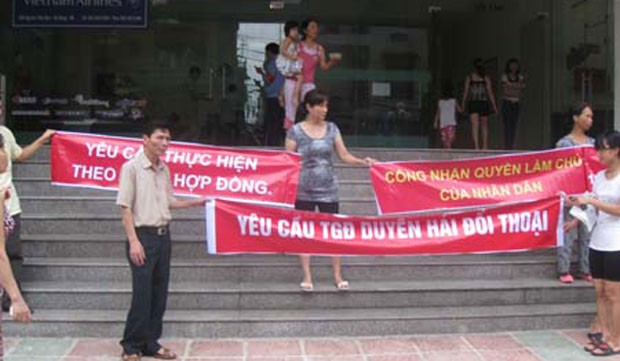 Vietnam Airlines
YÊU CẦU THỰC HIỆN
THEO HỢP ĐỒNG.
CÔNG NHẬN QUYỀN LÀM CHỦ
CỦA NHÂN DÂN
YÊU CẦU TGĐ DUYÊN HẢI ĐỐI THOẠI